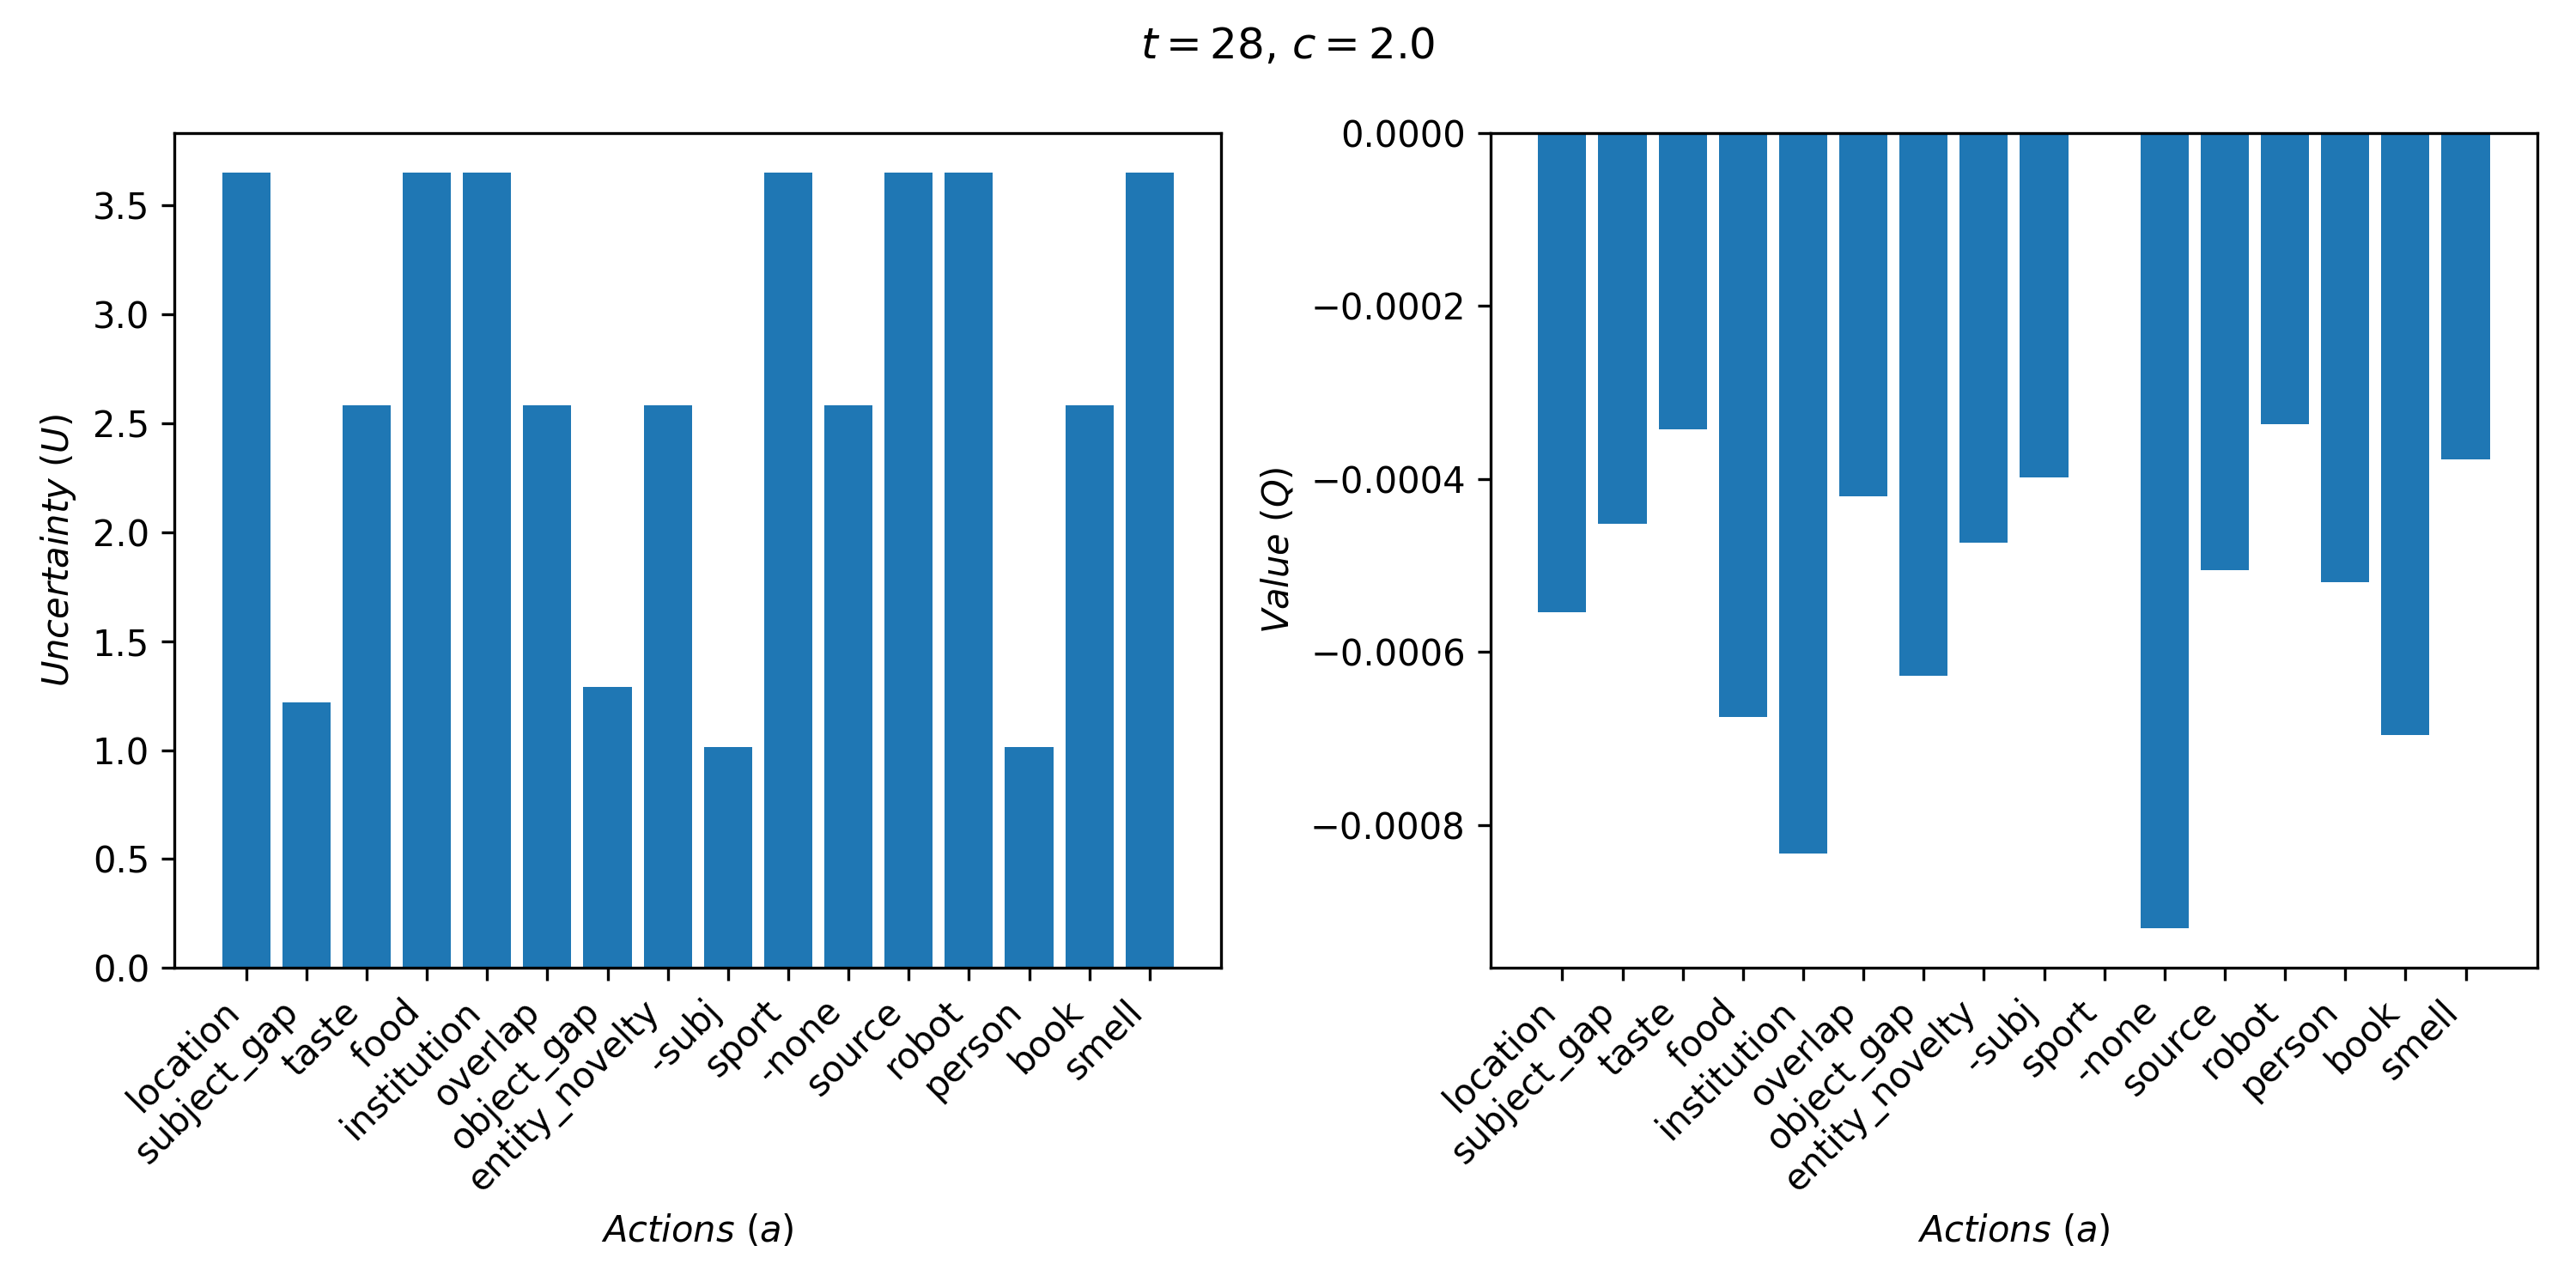 t = 28, c = 2.0
Uncertainty (U)
3.5
3.0
2.5
2.0
1.5
1.0
0.5
0.0
location
subject_gap
taste
food
institution
overlap
object_gap
entity_novelty
-subj
sport
-none
source
robot
person
book
smell
Actions (a)
Value (Q)
0.0000
−0.0002
−0.0004
−0.0006
−0.0008
location
subject_gap
taste
food
institution
overlap
object_gap
entity_novelty
-subj
sport
-none
source
robot
person
book
smell
Actions (a)